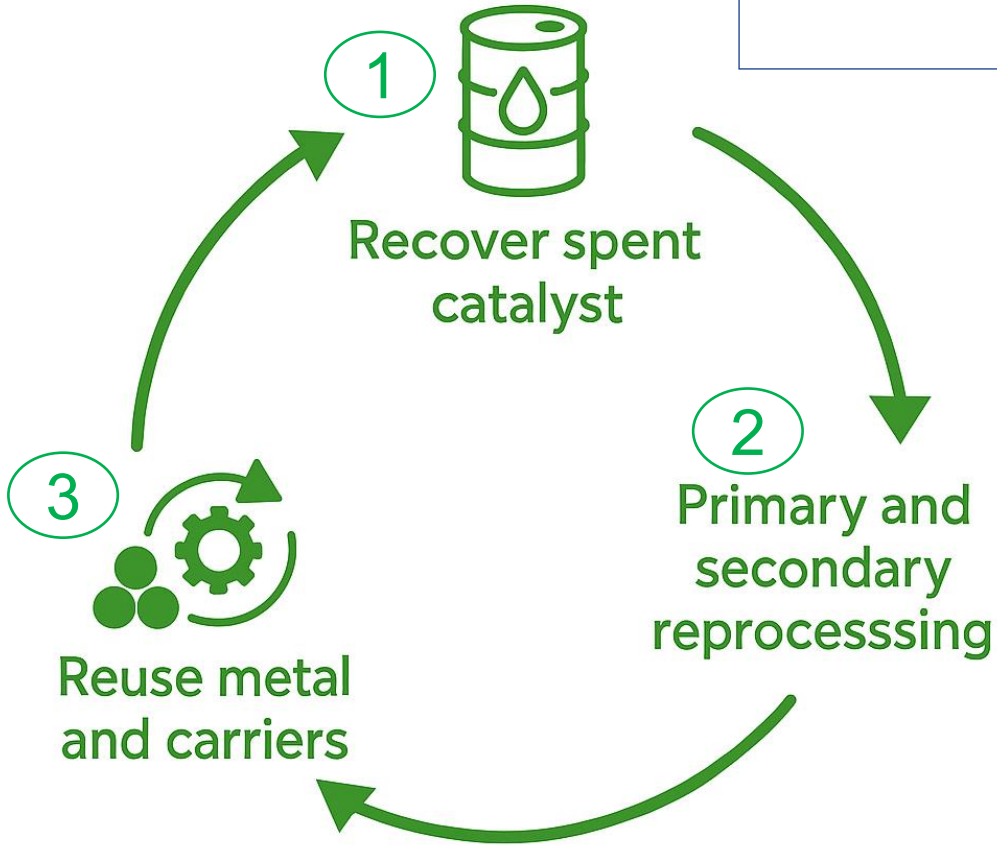 1
Recover spent
catalyst
2
Primary and
secondary
reprocesssing
3
Reuse metal
and carriers